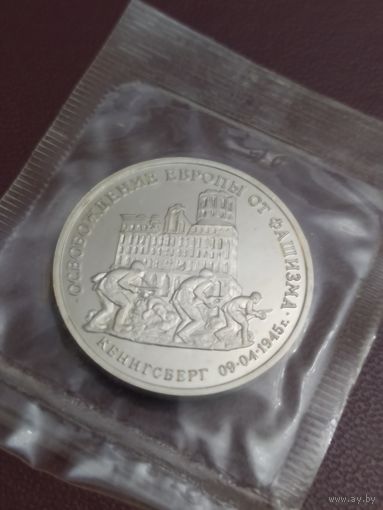 · ОСВОБОЖДЕНИЕ ЕВРОПЫ ОТ ФАШИЗМА ·
КЕНИГСБЕРГ 09·04·1945г.
www.ay.by